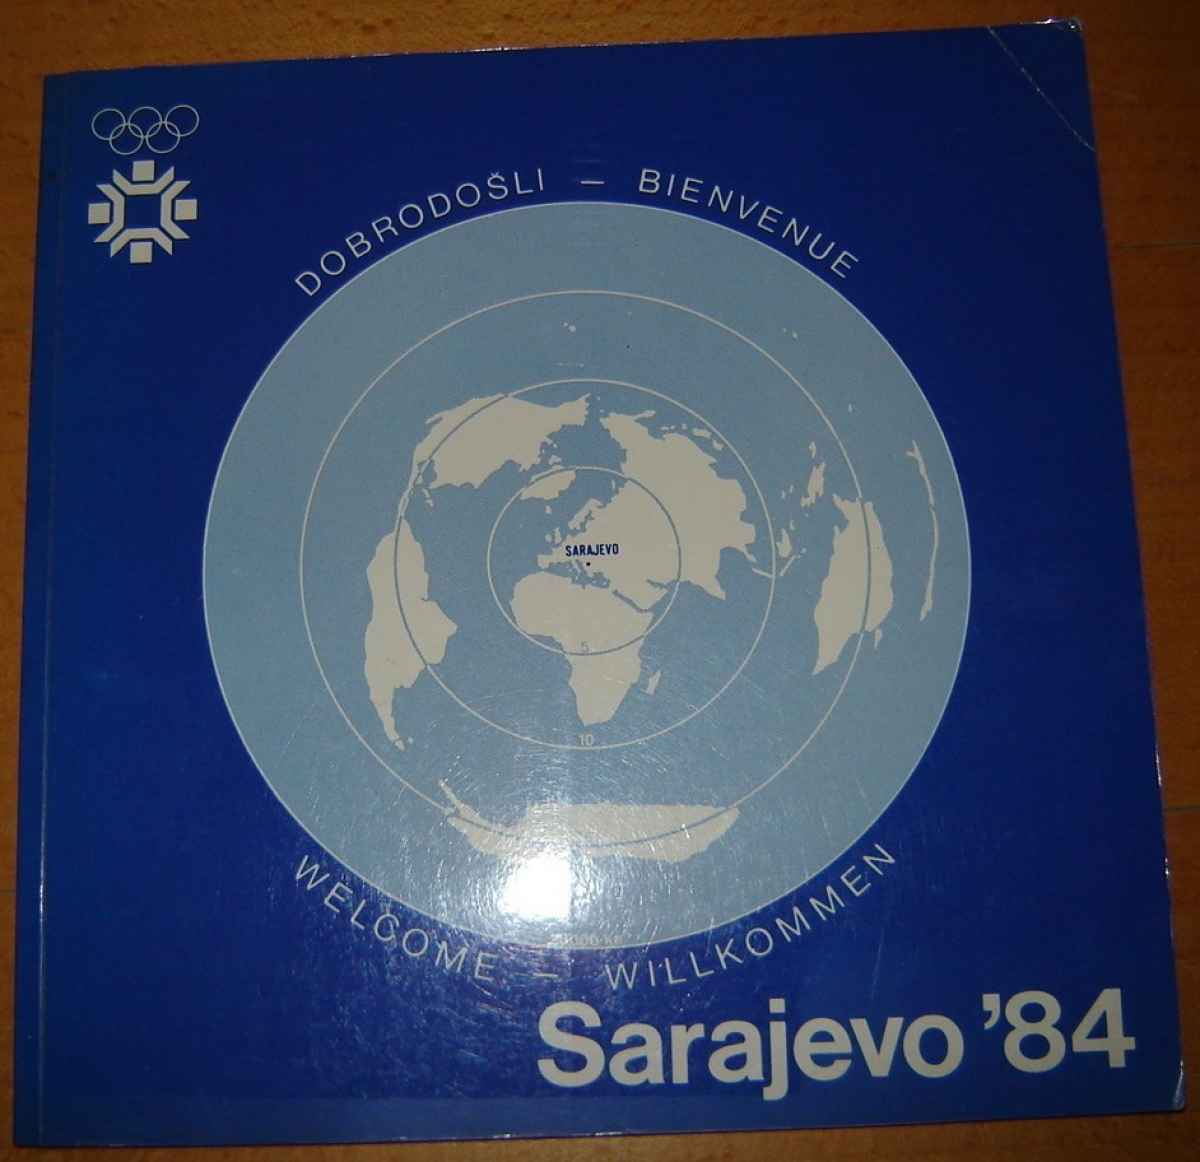 DOBRODOŠLI – BIENVENUE
SARAJEVO
5
10
WELCOME – WILLKOMMEN
Sarajevo '84